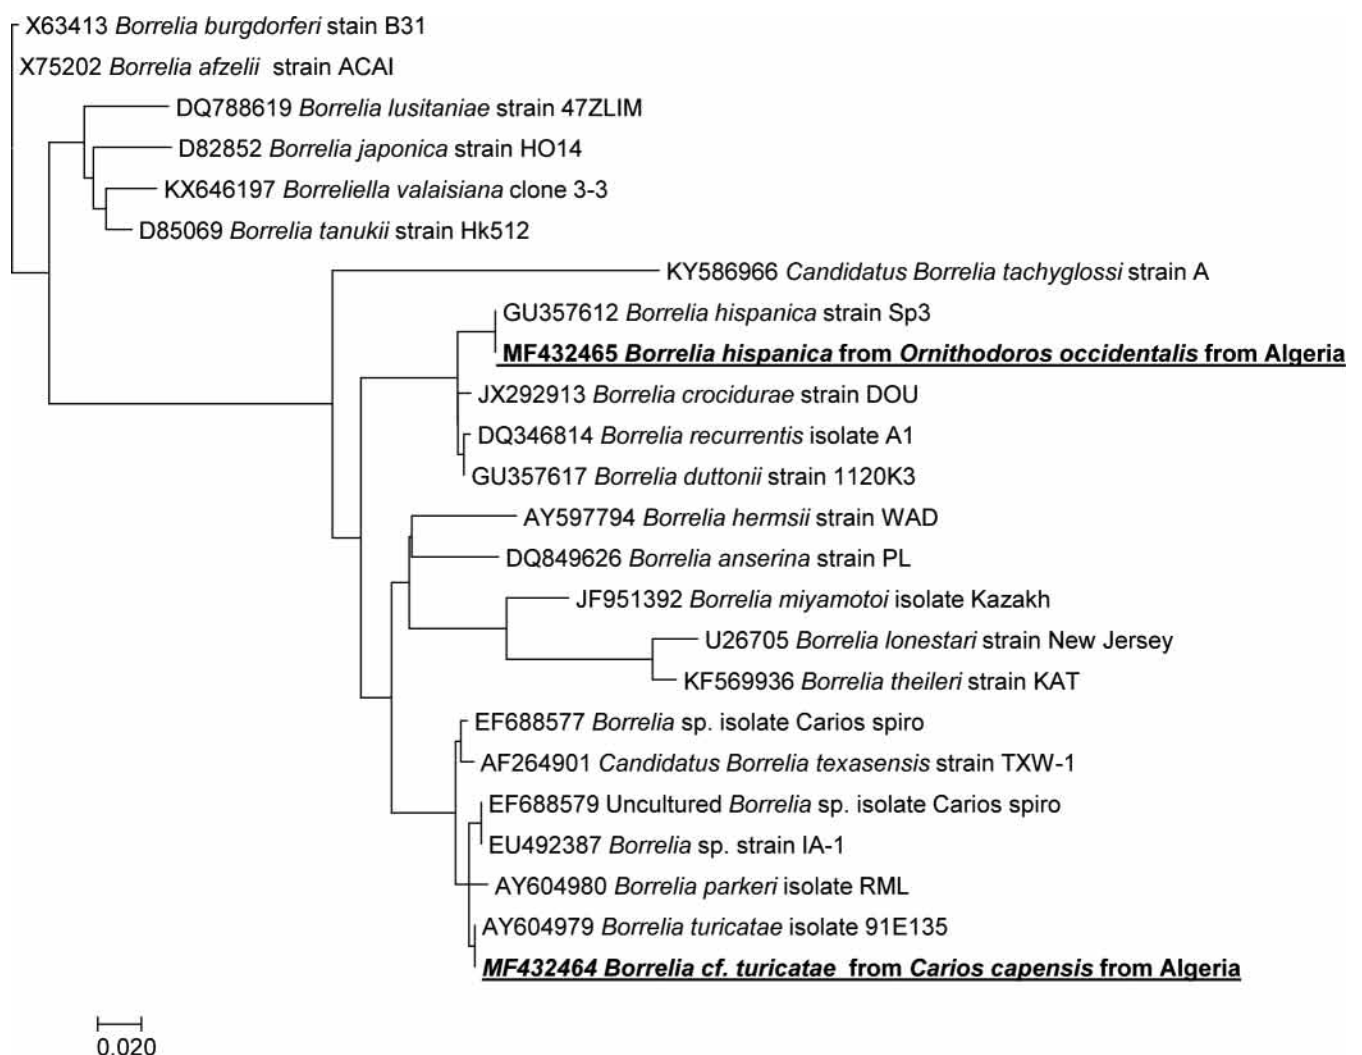 X63413 Borrelia burgdorferi stain B31
X75202 Borrelia afzelii strain ACAI
DQ788619 Borrelia lusitaniae strain 47ZLIM
D82852 Borrelia japonica strain HO14
KX646197 Borreliella valaisiana clone 3-3
D85069 Borrelia tanukii strain Hk512
KY586966 Candidatus Borrelia tachyglossi strain A
GU357612 Borrelia hispanica strain Sp3
MF432465 Borrelia hispanica from Ornithodoros occidentalis from Algeria
JX292913 Borrelia crocidurae strain DOU
DQ346814 Borrelia recurrentis isolate A1
GU357617 Borrelia duttonii strain 1120K3
AY597794 Borrelia hermsii strain WAD
DQ849626 Borrelia anserina strain PL
JF951392 Borrelia miyamotoi isolate Kazakh
U26705 Borrelia lonestari strain New Jersey
KF569936 Borrelia theileri strain KAT
EF688577 Borrelia sp. isolate Carios spiro
AF264901 Candidatus Borrelia texasensis strain TXW-1
EF688579 Uncultured Borrelia sp. isolate Carios spiro
EU492387 Borrelia sp. strain IA-1
AY604980 Borrelia parkeri isolate RML
AY604979 Borrelia turicatae isolate 91E135
MF432464 Borrelia cf. turicatae from Carios capensis from Algeria
0.020